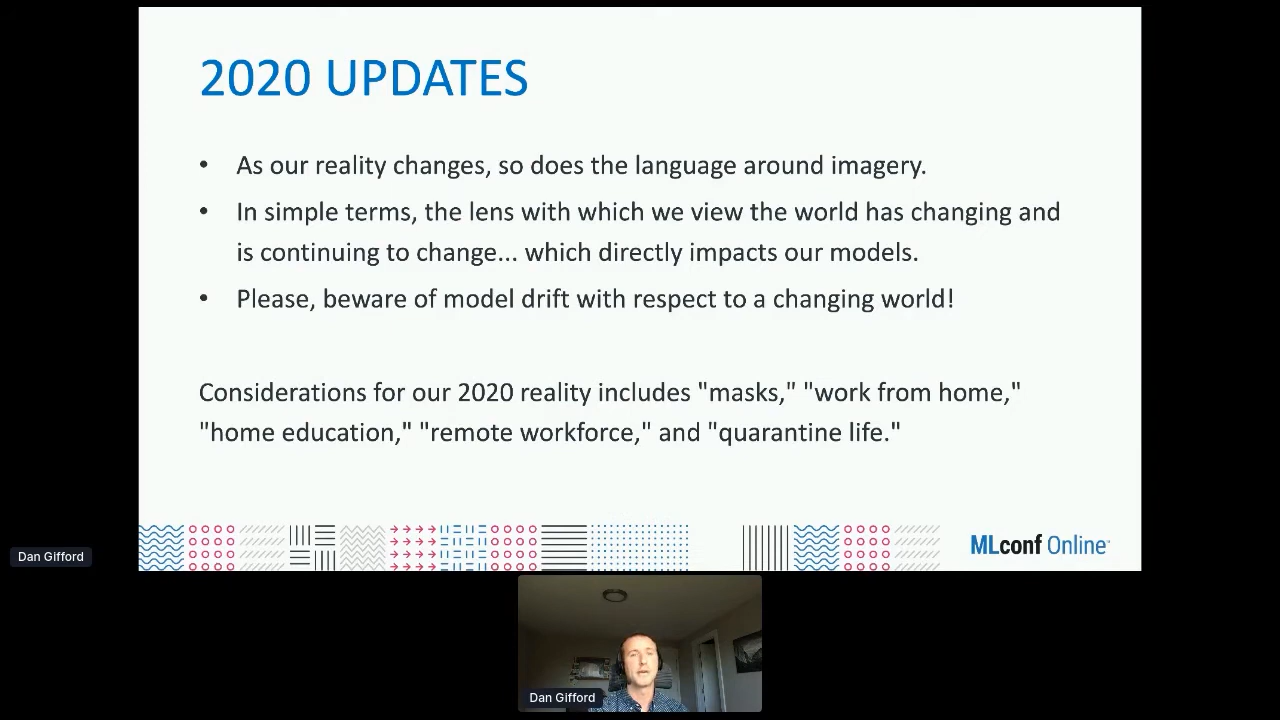 2020 UPDATES
• As our reality changes, so does the language around imagery.
• In simple terms, the lens with which we view the world has changing and
is continuing to change... which directly impacts our models.
• Please, beware of model drift with respect to a changing world!
Considerations for our 2020 reality includes "masks," "work from home,"
"home education," "remote workforce," and "quarantine life."
MLconf Online™
Dan Gifford
Dan Gifford